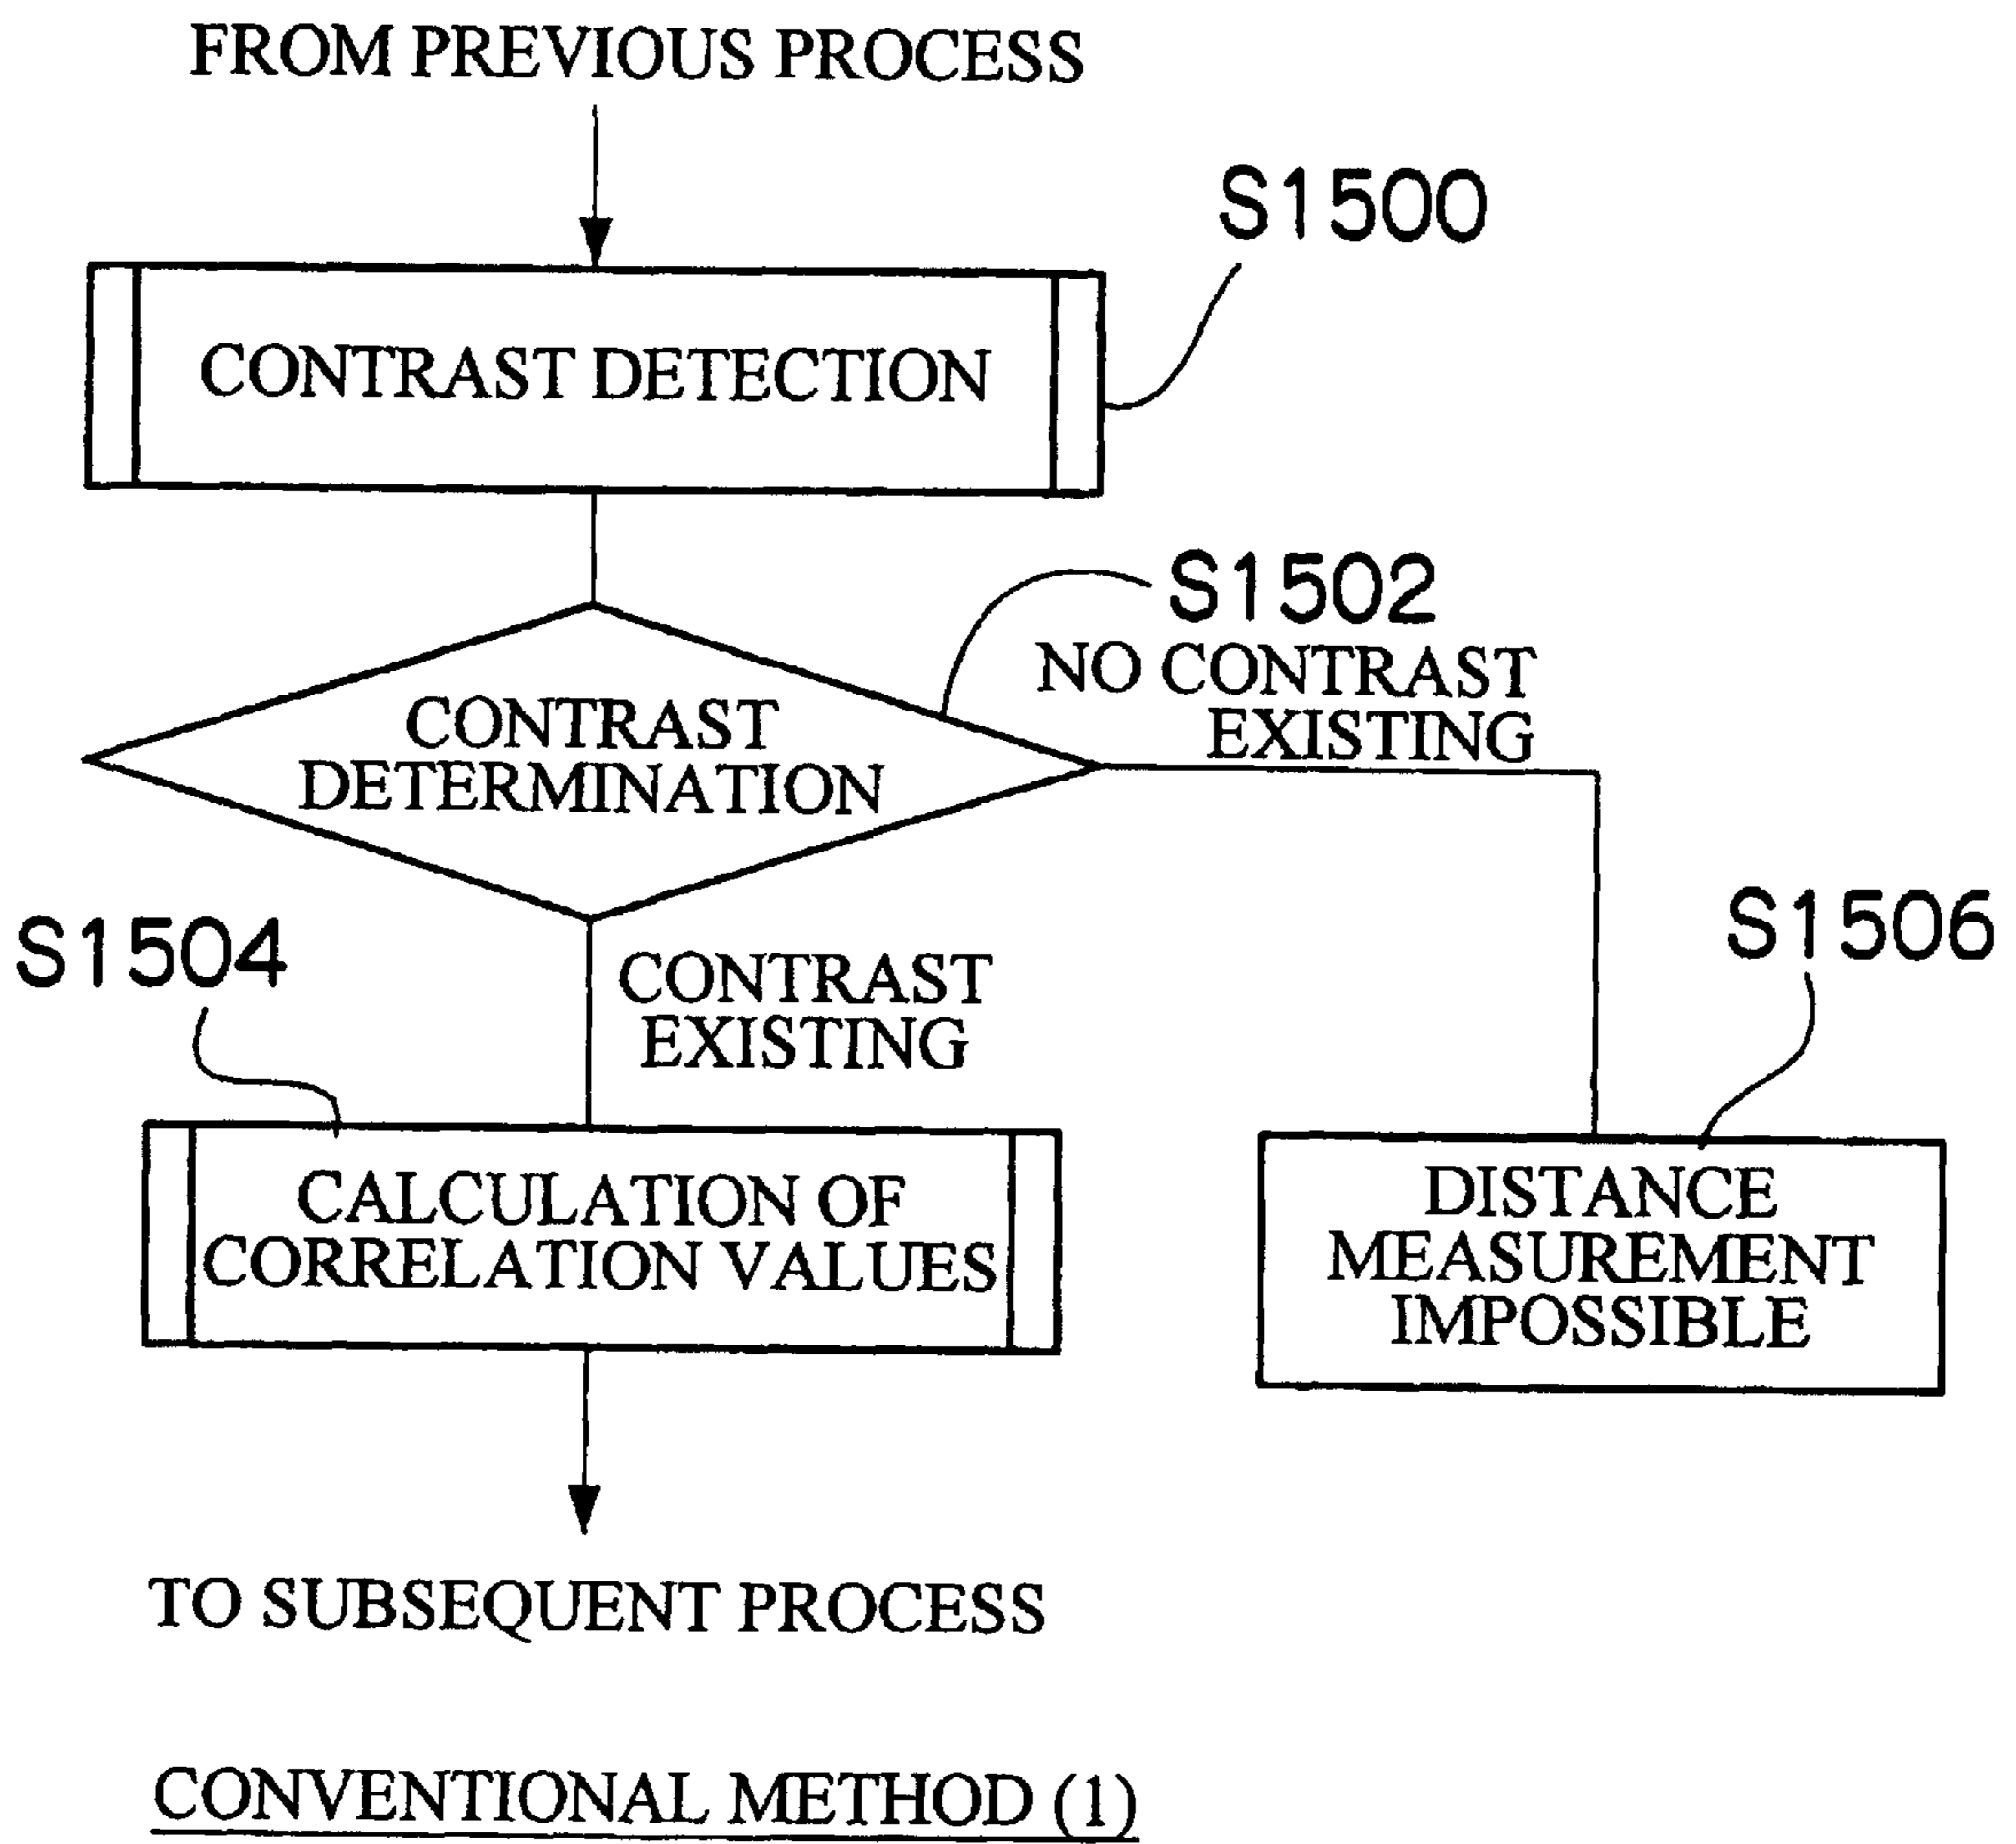 FROM PREVIOUS PROCESS
S1500
CONTRAST DETECTION
S1502
NO CONTRAST
EXISTING
CONTRAST
DETERMINATION
S1504
CONTRAST
EXISTING
S1506
CALCULATION OF
CORRELATION VALUES
DISTANCE
MEASUREMENT
IMPOSSIBLE
TO SUBSEQUENT PROCESS
CONVENTIONAL METHOD (1)